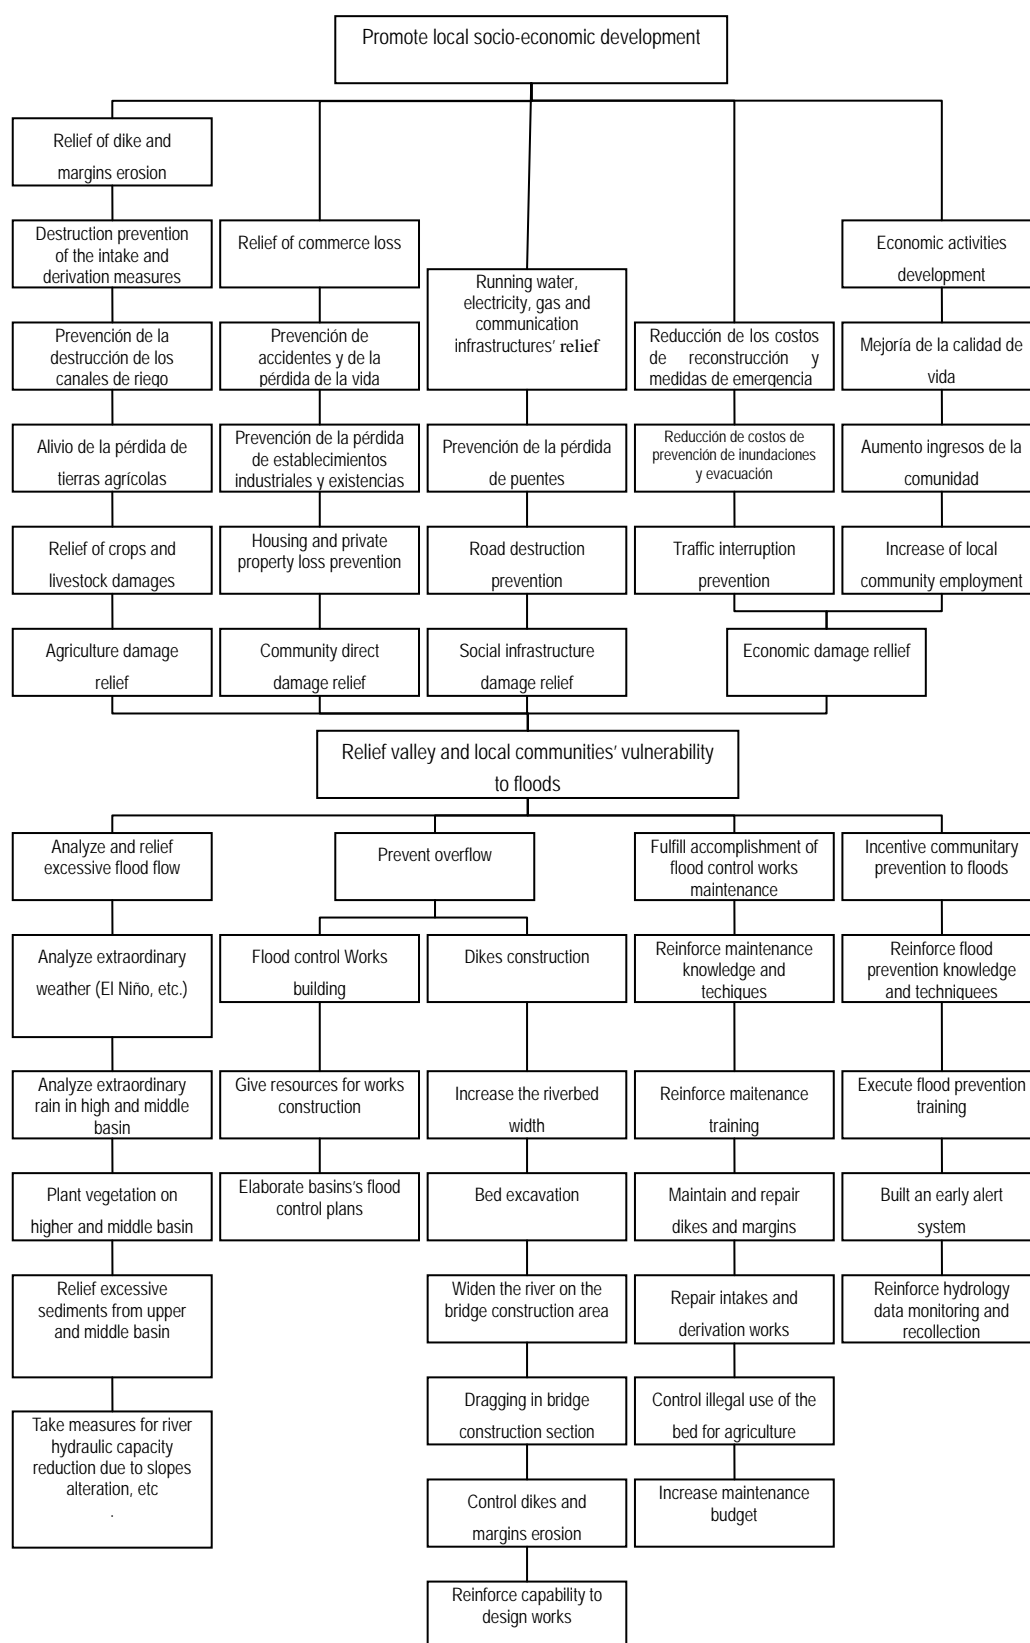 Promote local socio-economic development
Relief of dike and
margins erosion
Destruction prevention
of the intake and
derivation measures
Relief of commerce loss
Running water,
electricity, gas and
communication
infrastructures' relief
Economic activities
development
Prevención de la
destrucción de los
canales de riego
Prevención de
accidentes y de la
pérdida de la vida
Reducción de los costos
de reconstrucción y
medidas de emergencia
Mejoría de la calidad de
vida
Alivio de la pérdida de
tierras agrícolas
Prevención de la pérdida
de establecimientos
industriales y existencias
Prevención de la pérdida
de puentes
Reducción de costos de
prevención de inundaciones
y evacuación
Aumento ingresos de la
comunidad
Relief of crops and
livestock damages
Housing and private
property loss prevention
Road destruction
prevention
Traffic interruption
prevention
Increase of local
community employment
Agriculture damage
relief
Community direct
damage relief
Social infrastructure
damage relief
Economic damage rellief
Relief valley and local communities' vulnerability
to floods
Analyze and relief
excessive flood flow
Prevent overflow
Fulfill accomplishment of
flood control works
maintenance
Incentive communitary
prevention to floods
Analyze extraordinary
weather (El Niño, etc.)
Flood control Works
building
Dikes construction
Reinforce maintenance
knowledge and
techiques
Reinforce flood
prevention knowledge
and techniquees
Analyze extraordinary
rain in high and middle
basin
Give resources for works
construction
Increase the riverbed
width
Reinforce maitenance
training
Execute flood prevention
training
Plant vegetation on
higher and middle basin
Elaborate basins's flood
control plans
Bed excavation
Maintain and repair
dikes and margins
Built an early alert
system
Relief excessive
sediments from upper
and middle basin
Widen the river on the
bridge construction area
Repair intakes and
derivation works
Reinforce hydrology
data monitoring and
recollection
Take measures for river
hydraulic capacity
reduction due to slopes
alteration, etc
.
Dragging in bridge
construction section
Control illegal use of the
bed for agriculture
Control dikes and
margins erosion
Increase maintenance
budget
Reinforce capability to
design works